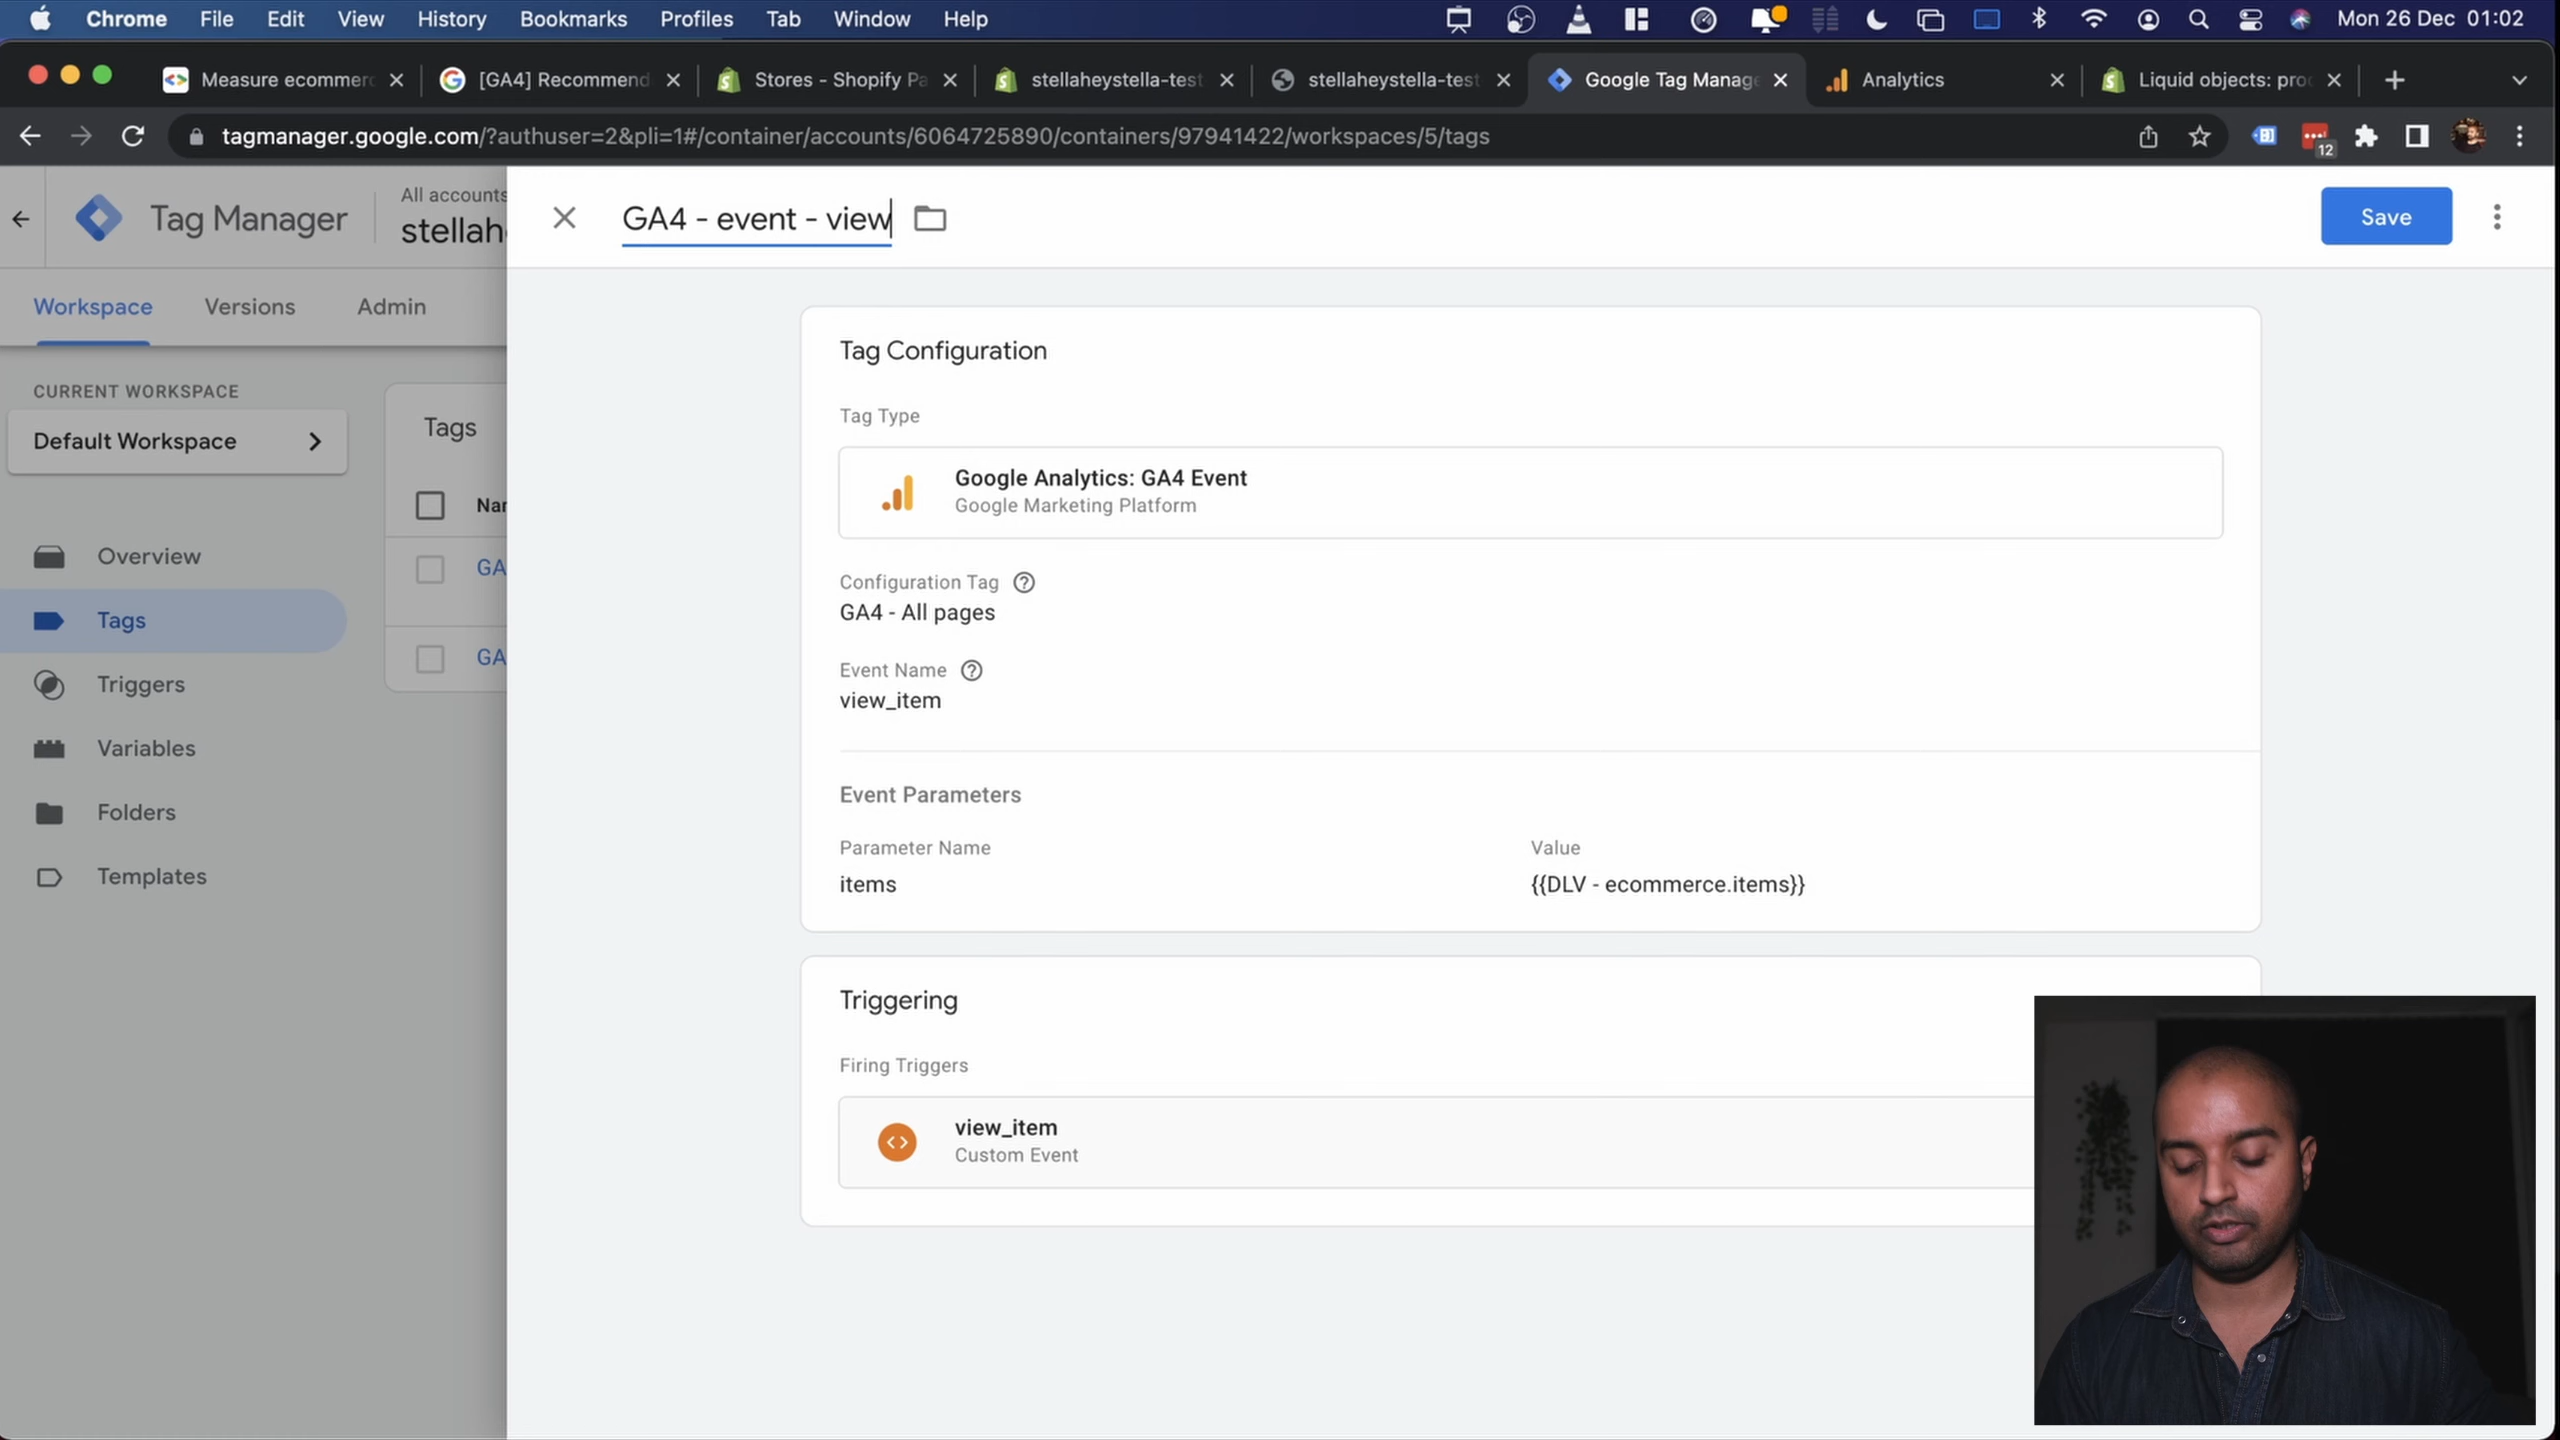 Chrome File Edit View History Bookmarks Profiles Tab Window Help Mon 26 Dec 01:02
Measure ecommerc [GA4] Recommend Stores - Shopify Pa stellaheystella-test stellaheystella-test Google Tag Manage Analytics Liquid objects: pro
tagmanager.google.com/?authuser=2&pli=1#/container/accounts/6064725890/containers/97941422/workspaces/5/tags
12
All accounts
Tag Manager
stellah
GA4 - event - view
Save
Workspace Versions Admin
CURRENT WORKSPACE
Default Workspace
Overview
Tags
Triggers
Variables
Folders
Templates
Tags
Nar
GA
GA
Tag Configuration
Tag Type
Google Analytics: GA4 Event
Google Marketing Platform
Configuration Tag
GA4 - All pages
Event Name
view_item
Event Parameters
Parameter Name Value
items {{DLV - ecommerce.items}}
Triggering
Firing Triggers
view_item
Custom Event